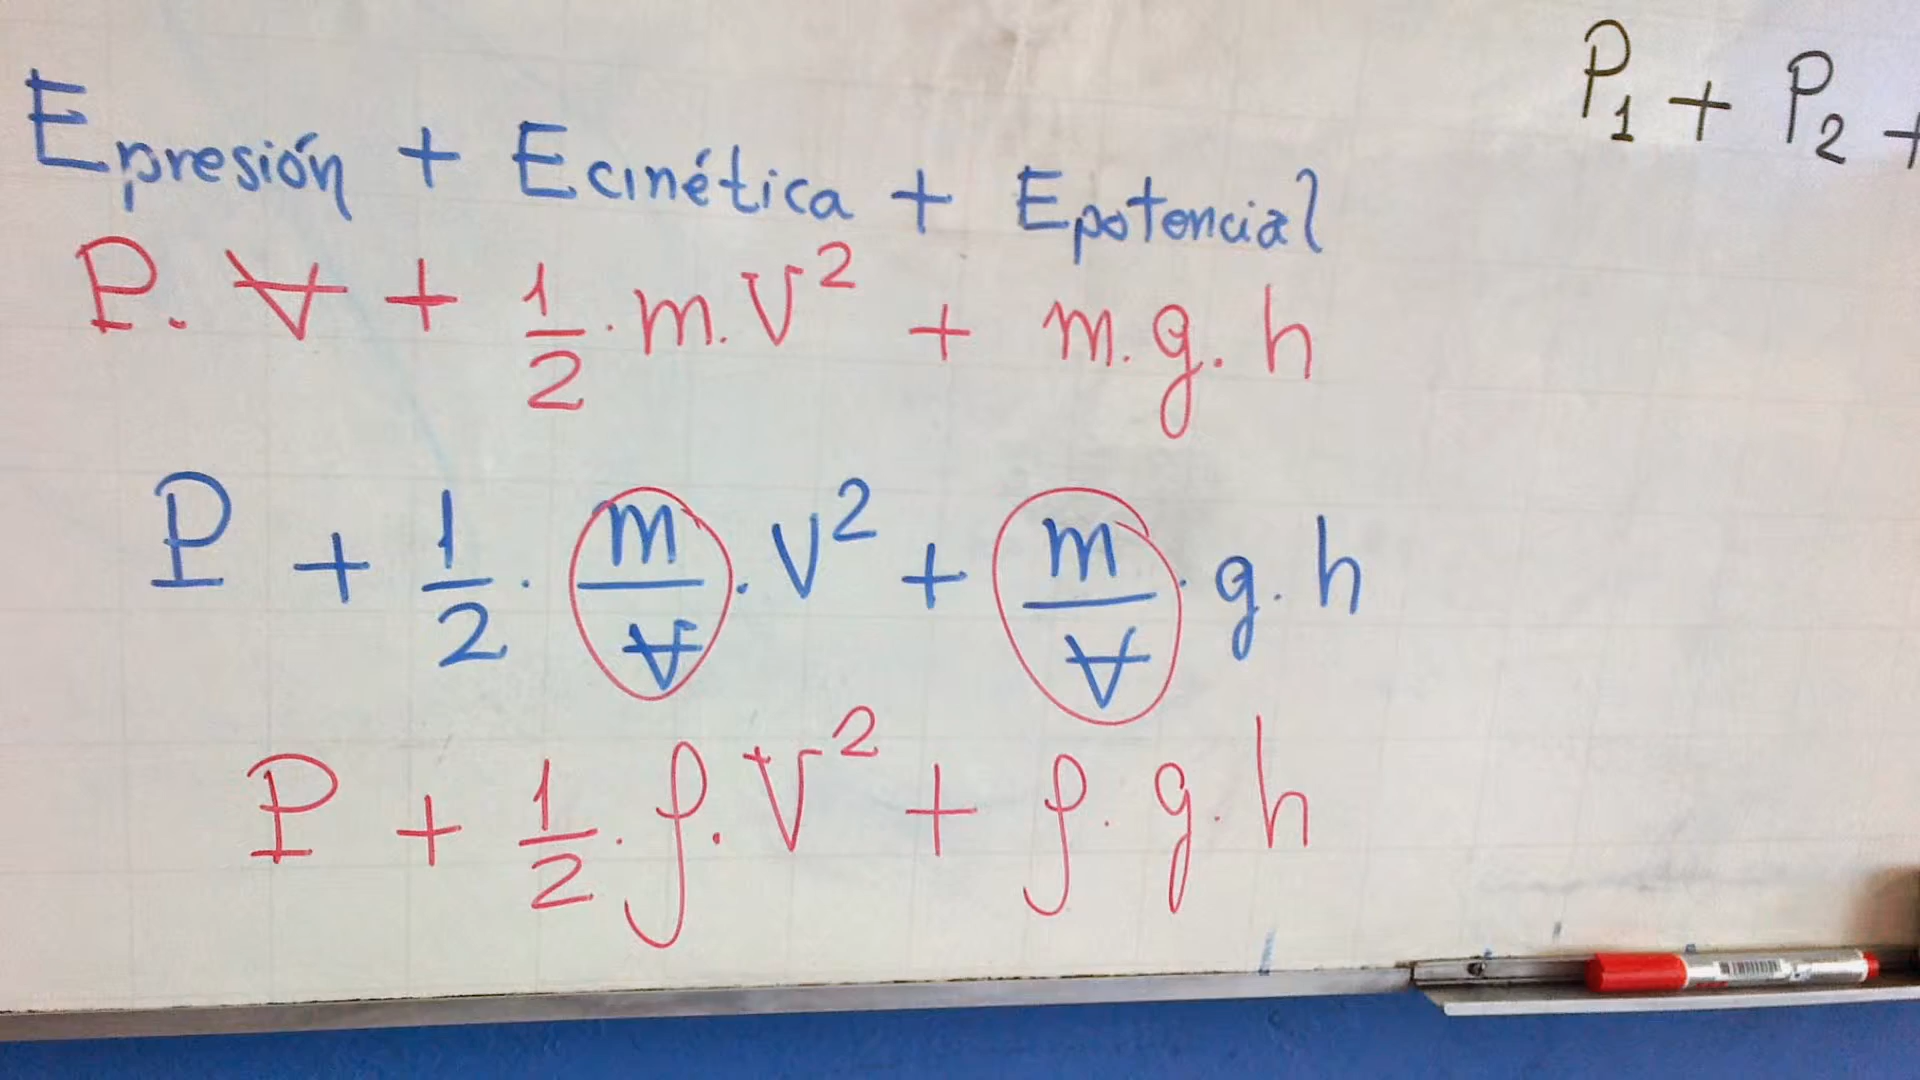 Epresión + Ecinética + Epotencial
P. ∀ + 1/2 . m. V² + m. g. h
P + 1/2 . m/∀ . V² + m/∀ . g. h
P + 1/2 . ρ. V² + ρ. g. h
P₁ + P₂ +